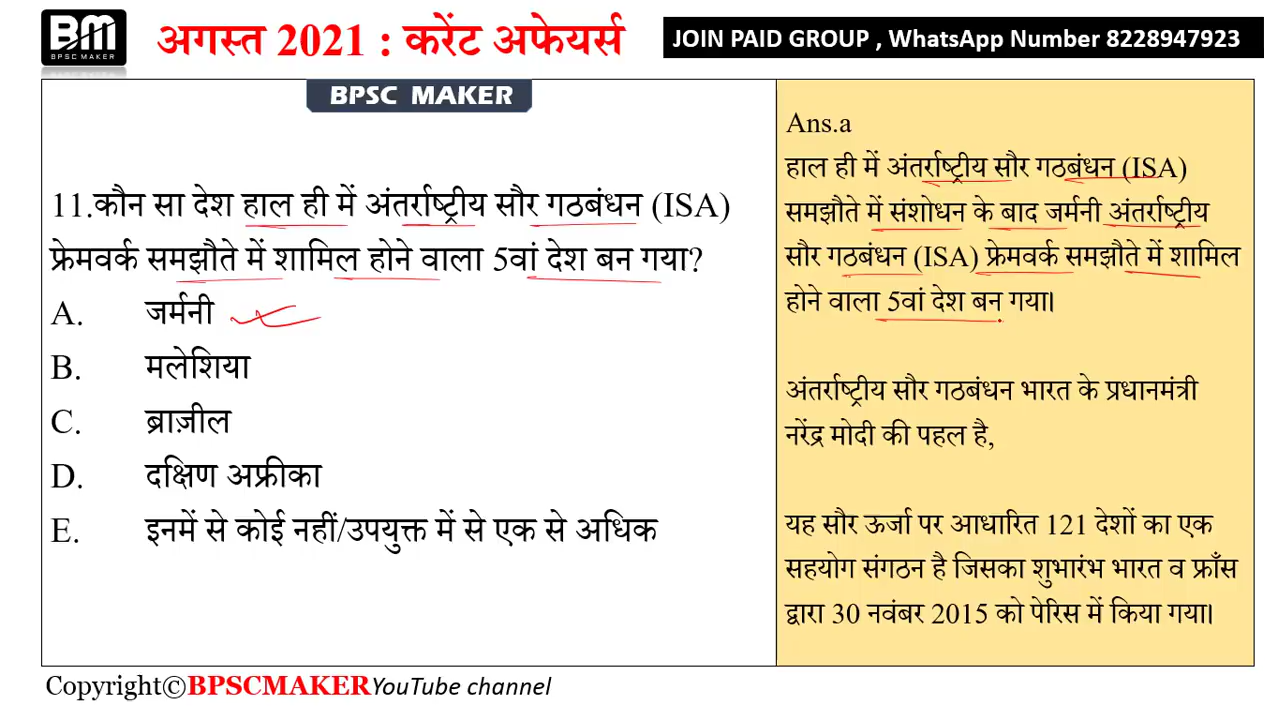 BM
BPSC MAKER
अगस्त 2021 : करेंट अफेयर्स
JOIN PAID GROUP , WhatsApp Number 8228947923
BPSC MAKER
11.कौन सा देश हाल ही में अंतर्राष्ट्रीय सौर गठबंधन (ISA)
फ्रेमवर्क समझौते में शामिल होने वाला 5वां देश बन गया?
A. जर्मनी
B. मलेशिया
C. ब्राज़ील
D. दक्षिण अफ्रीका
E. इनमें से कोई नहीं/उपयुक्त में से एक से अधिक
Ans.a
हाल ही में अंतर्राष्ट्रीय सौर गठबंधन (ISA)
समझौते में संशोधन के बाद जर्मनी अंतर्राष्ट्रीय
सौर गठबंधन (ISA) फ्रेमवर्क समझौते में शामिल
होने वाला 5वां देश बन गया।
अंतर्राष्ट्रीय सौर गठबंधन भारत के प्रधानमंत्री
नरेंद्र मोदी की पहल है,
यह सौर ऊर्जा पर आधारित 121 देशों का एक
सहयोग संगठन है जिसका शुभारंभ भारत व फ्राँस
द्वारा 30 नवंबर 2015 को पेरिस में किया गया।
Copyright©BPSCMAKERYouTube channel